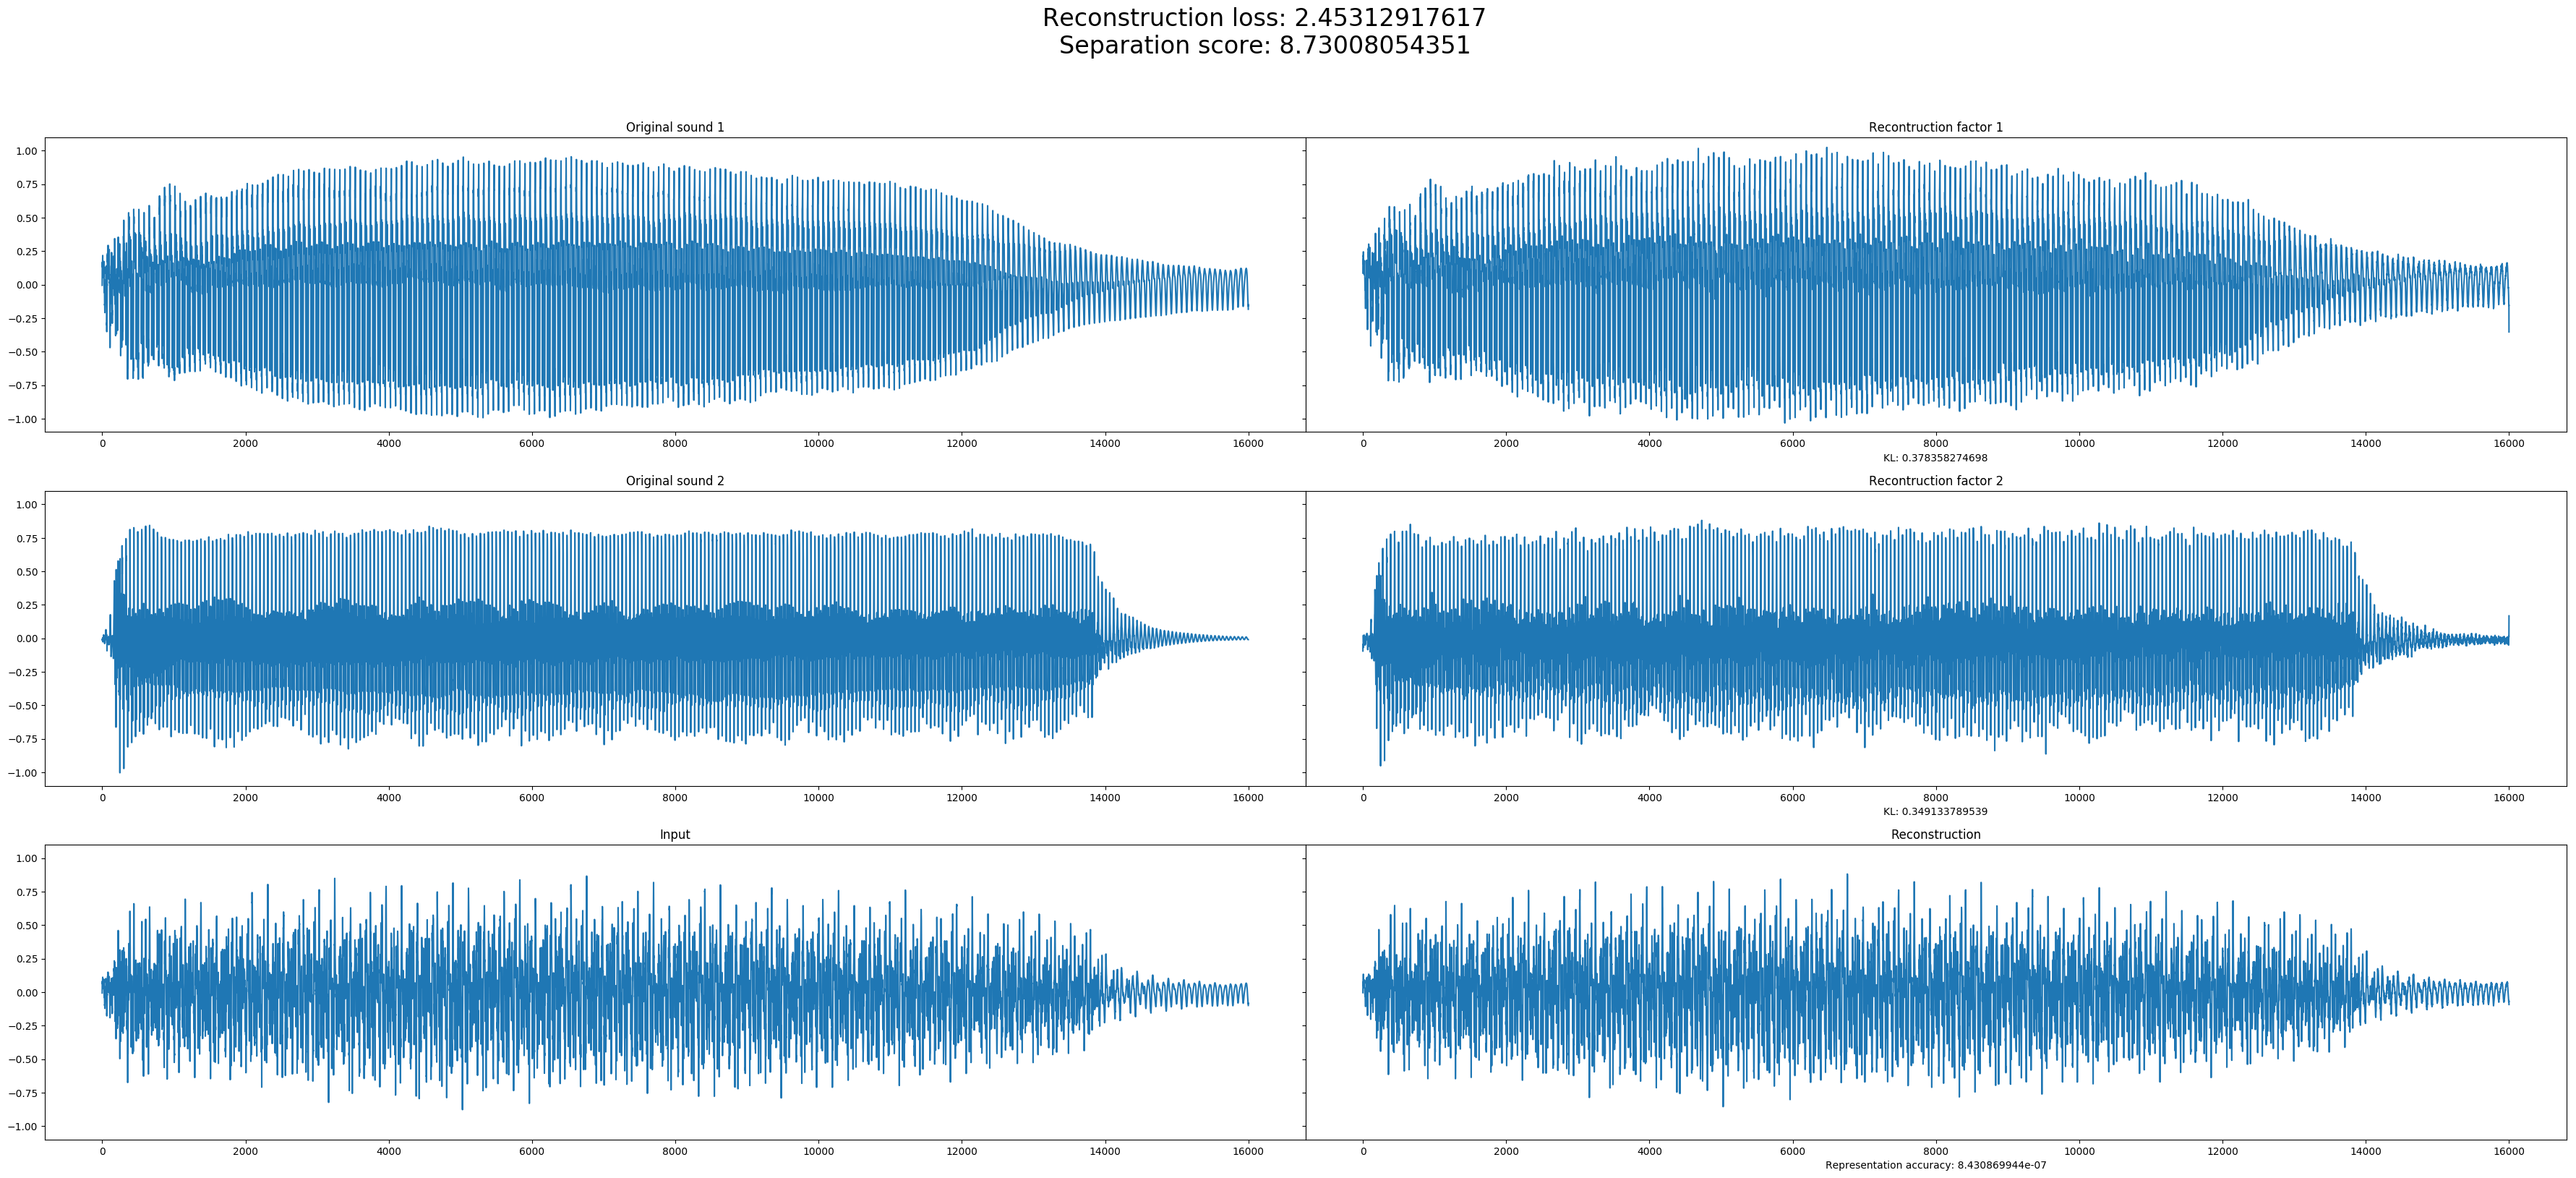 Reconstruction loss: 2.45312917617
Separation score: 8.73008054351
Original sound 1
Recontruction factor 1
1.00
0.75
0.50
0.25
0.00
−0.25
−0.50
−0.75
−1.00
0 2000 4000 6000 8000 10000 12000 14000 16000
0 2000 4000 6000 8000 10000 12000 14000 16000
KL: 0.378358274698
Original sound 2
Recontruction factor 2
1.00
0.75
0.50
0.25
0.00
−0.25
−0.50
−0.75
−1.00
0 2000 4000 6000 8000 10000 12000 14000 16000
0 2000 4000 6000 8000 10000 12000 14000 16000
KL: 0.349133789539
Input
Reconstruction
1.00
0.75
0.50
0.25
0.00
−0.25
−0.50
−0.75
−1.00
0 2000 4000 6000 8000 10000 12000 14000 16000
0 2000 4000 6000 8000 10000 12000 14000 16000
Representation accuracy: 8.430869944e-07